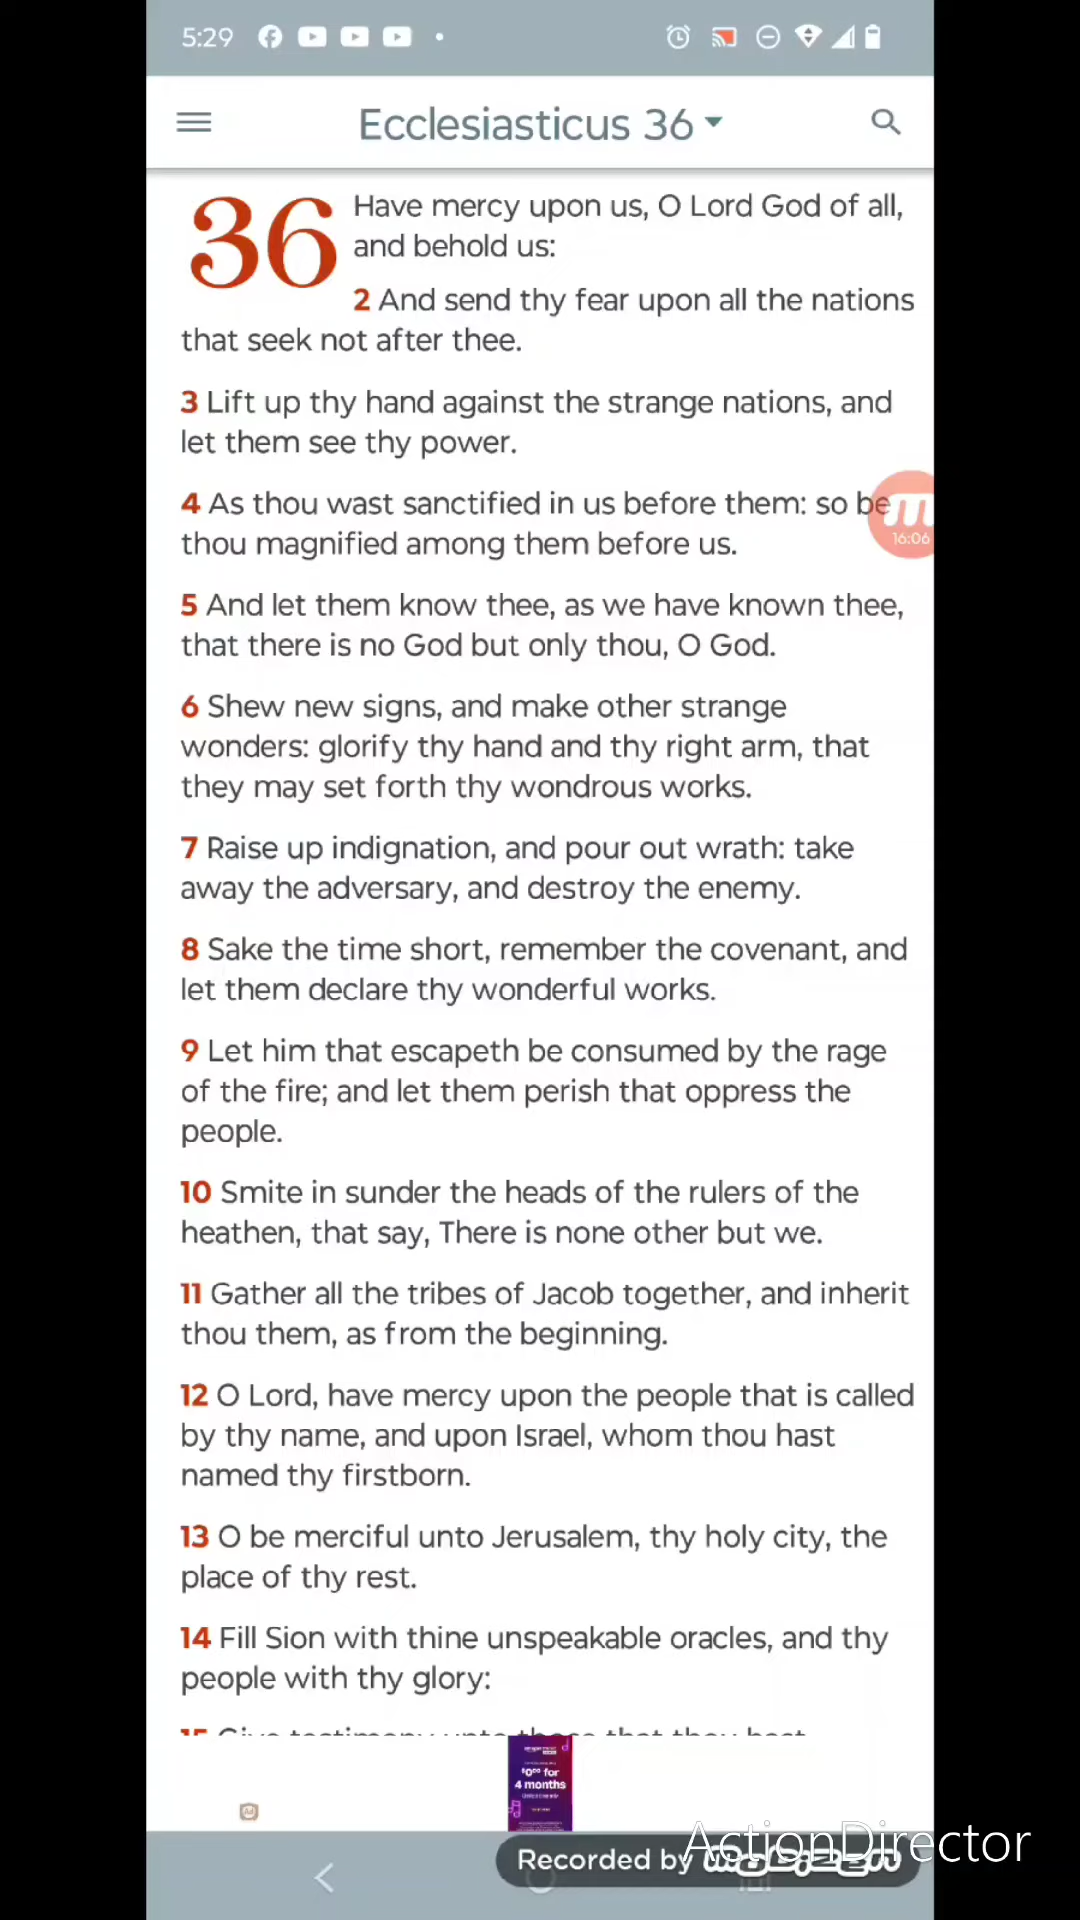 5:29
Ecclesiasticus 36
36 Have mercy upon us, O Lord God of all,
and behold us:
2 And send thy fear upon all the nations
that seek not after thee.
3 Lift up thy hand against the strange nations, and
let them see thy power.
4 As thou wast sanctified in us before them: so be
thou magnified among them before us.
16:06
5 And let them know thee, as we have known thee,
that there is no God but only thou, O God.
6 Shew new signs, and make other strange
wonders: glorify thy hand and thy right arm, that
they may set forth thy wondrous works.
7 Raise up indignation, and pour out wrath: take
away the adversary, and destroy the enemy.
8 Sake the time short, remember the covenant, and
let them declare thy wonderful works.
9 Let him that escapeth be consumed by the rage
of the fire; and let them perish that oppress the
people.
10 Smite in sunder the heads of the rulers of the
heathen, that say, There is none other but we.
11 Gather all the tribes of Jacob together, and inherit
thou them, as from the beginning.
12 O Lord, have mercy upon the people that is called
by thy name, and upon Israel, whom thou hast
named thy firstborn.
13 O be merciful unto Jerusalem, thy holy city, the
place of thy rest.
14 Fill Sion with thine unspeakable oracles, and thy
people with thy glory:
15 Give testimony unto those that thou hast
$0.00 for
4 months
Ad
ActionDirector
Recorded by mobizen